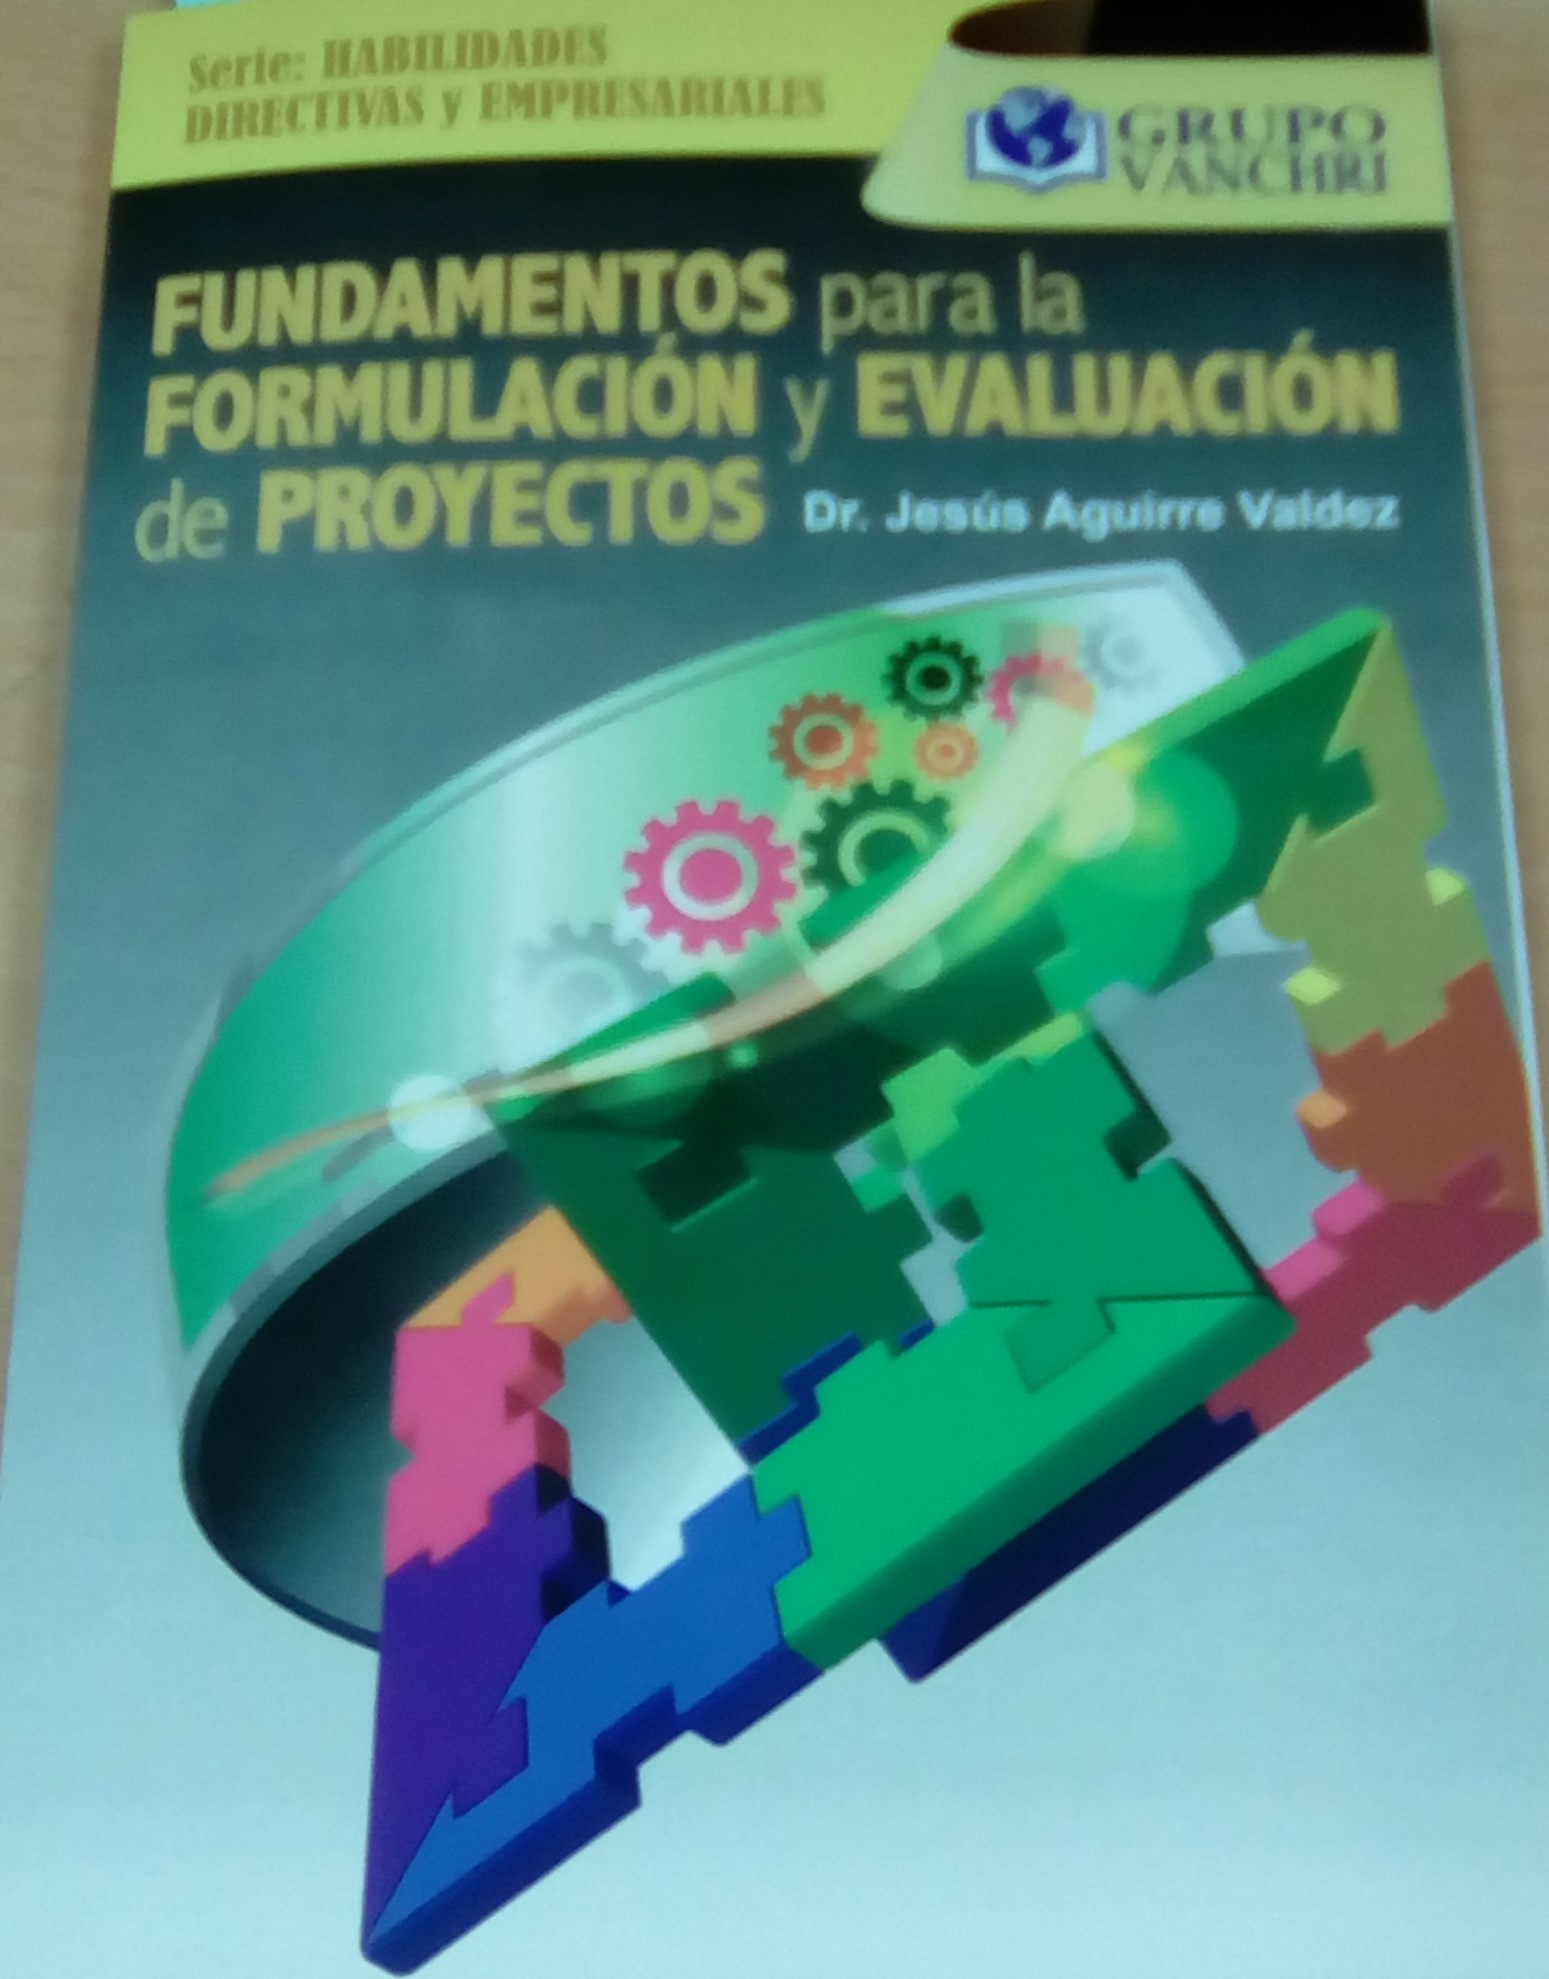 Serie: HABILIDADES
DIRECTIVAS y EMPRESARIALES
GRUPO
VANCHRI
FUNDAMENTOS para la
FORMULACIÓN y EVALUACIÓN
de PROYECTOS Dr. Jesús Aguirre Valdez